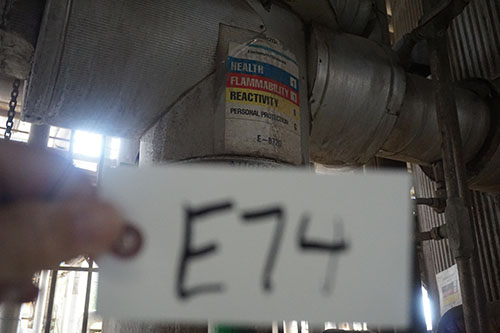 HEALTH
FLAMMABILITY
REACTIVITY
PERSONAL PROTECTION
E74